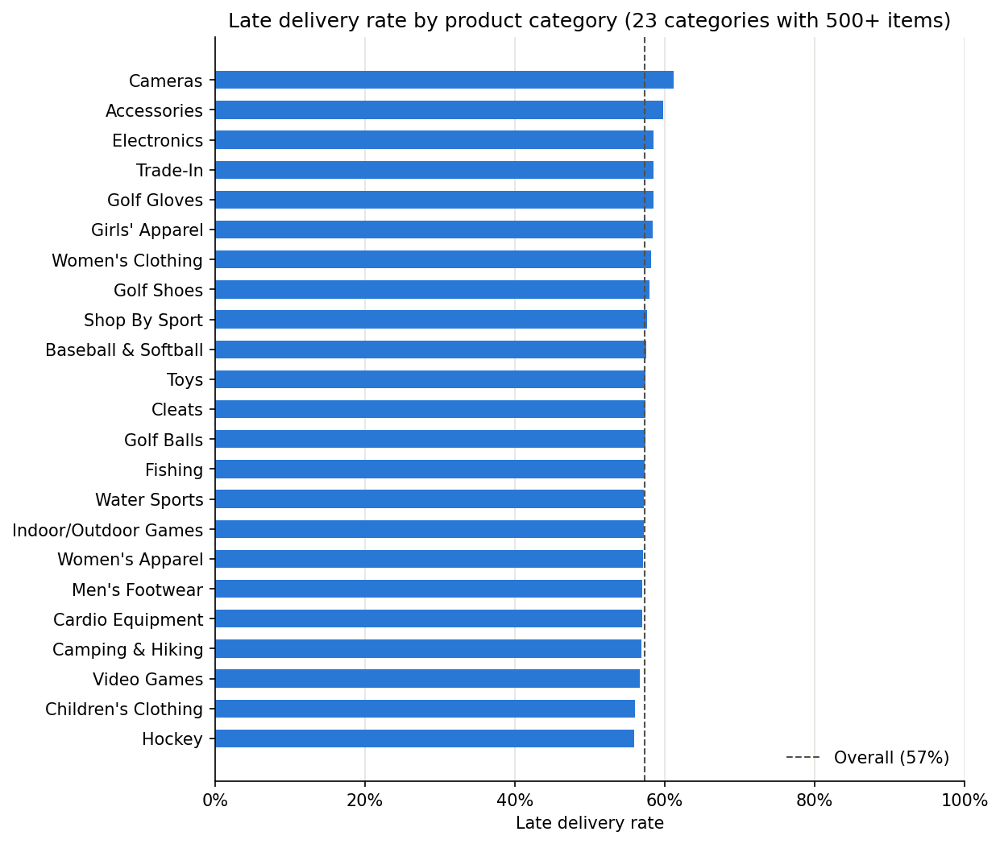 Late delivery rate by product category (23 categories with 500+ items)
Cameras
Accessories
Electronics
Trade-In
Golf Gloves
Girls' Apparel
Women's Clothing
Golf Shoes
Shop By Sport
Baseball & Softball
Toys
Cleats
Golf Balls
Fishing
Water Sports
Indoor/Outdoor Games
Women's Apparel
Men's Footwear
Cardio Equipment
Camping & Hiking
Video Games
Children's Clothing
Hockey
Overall (57%)
0% 20% 40% 60% 80% 100%
Late delivery rate